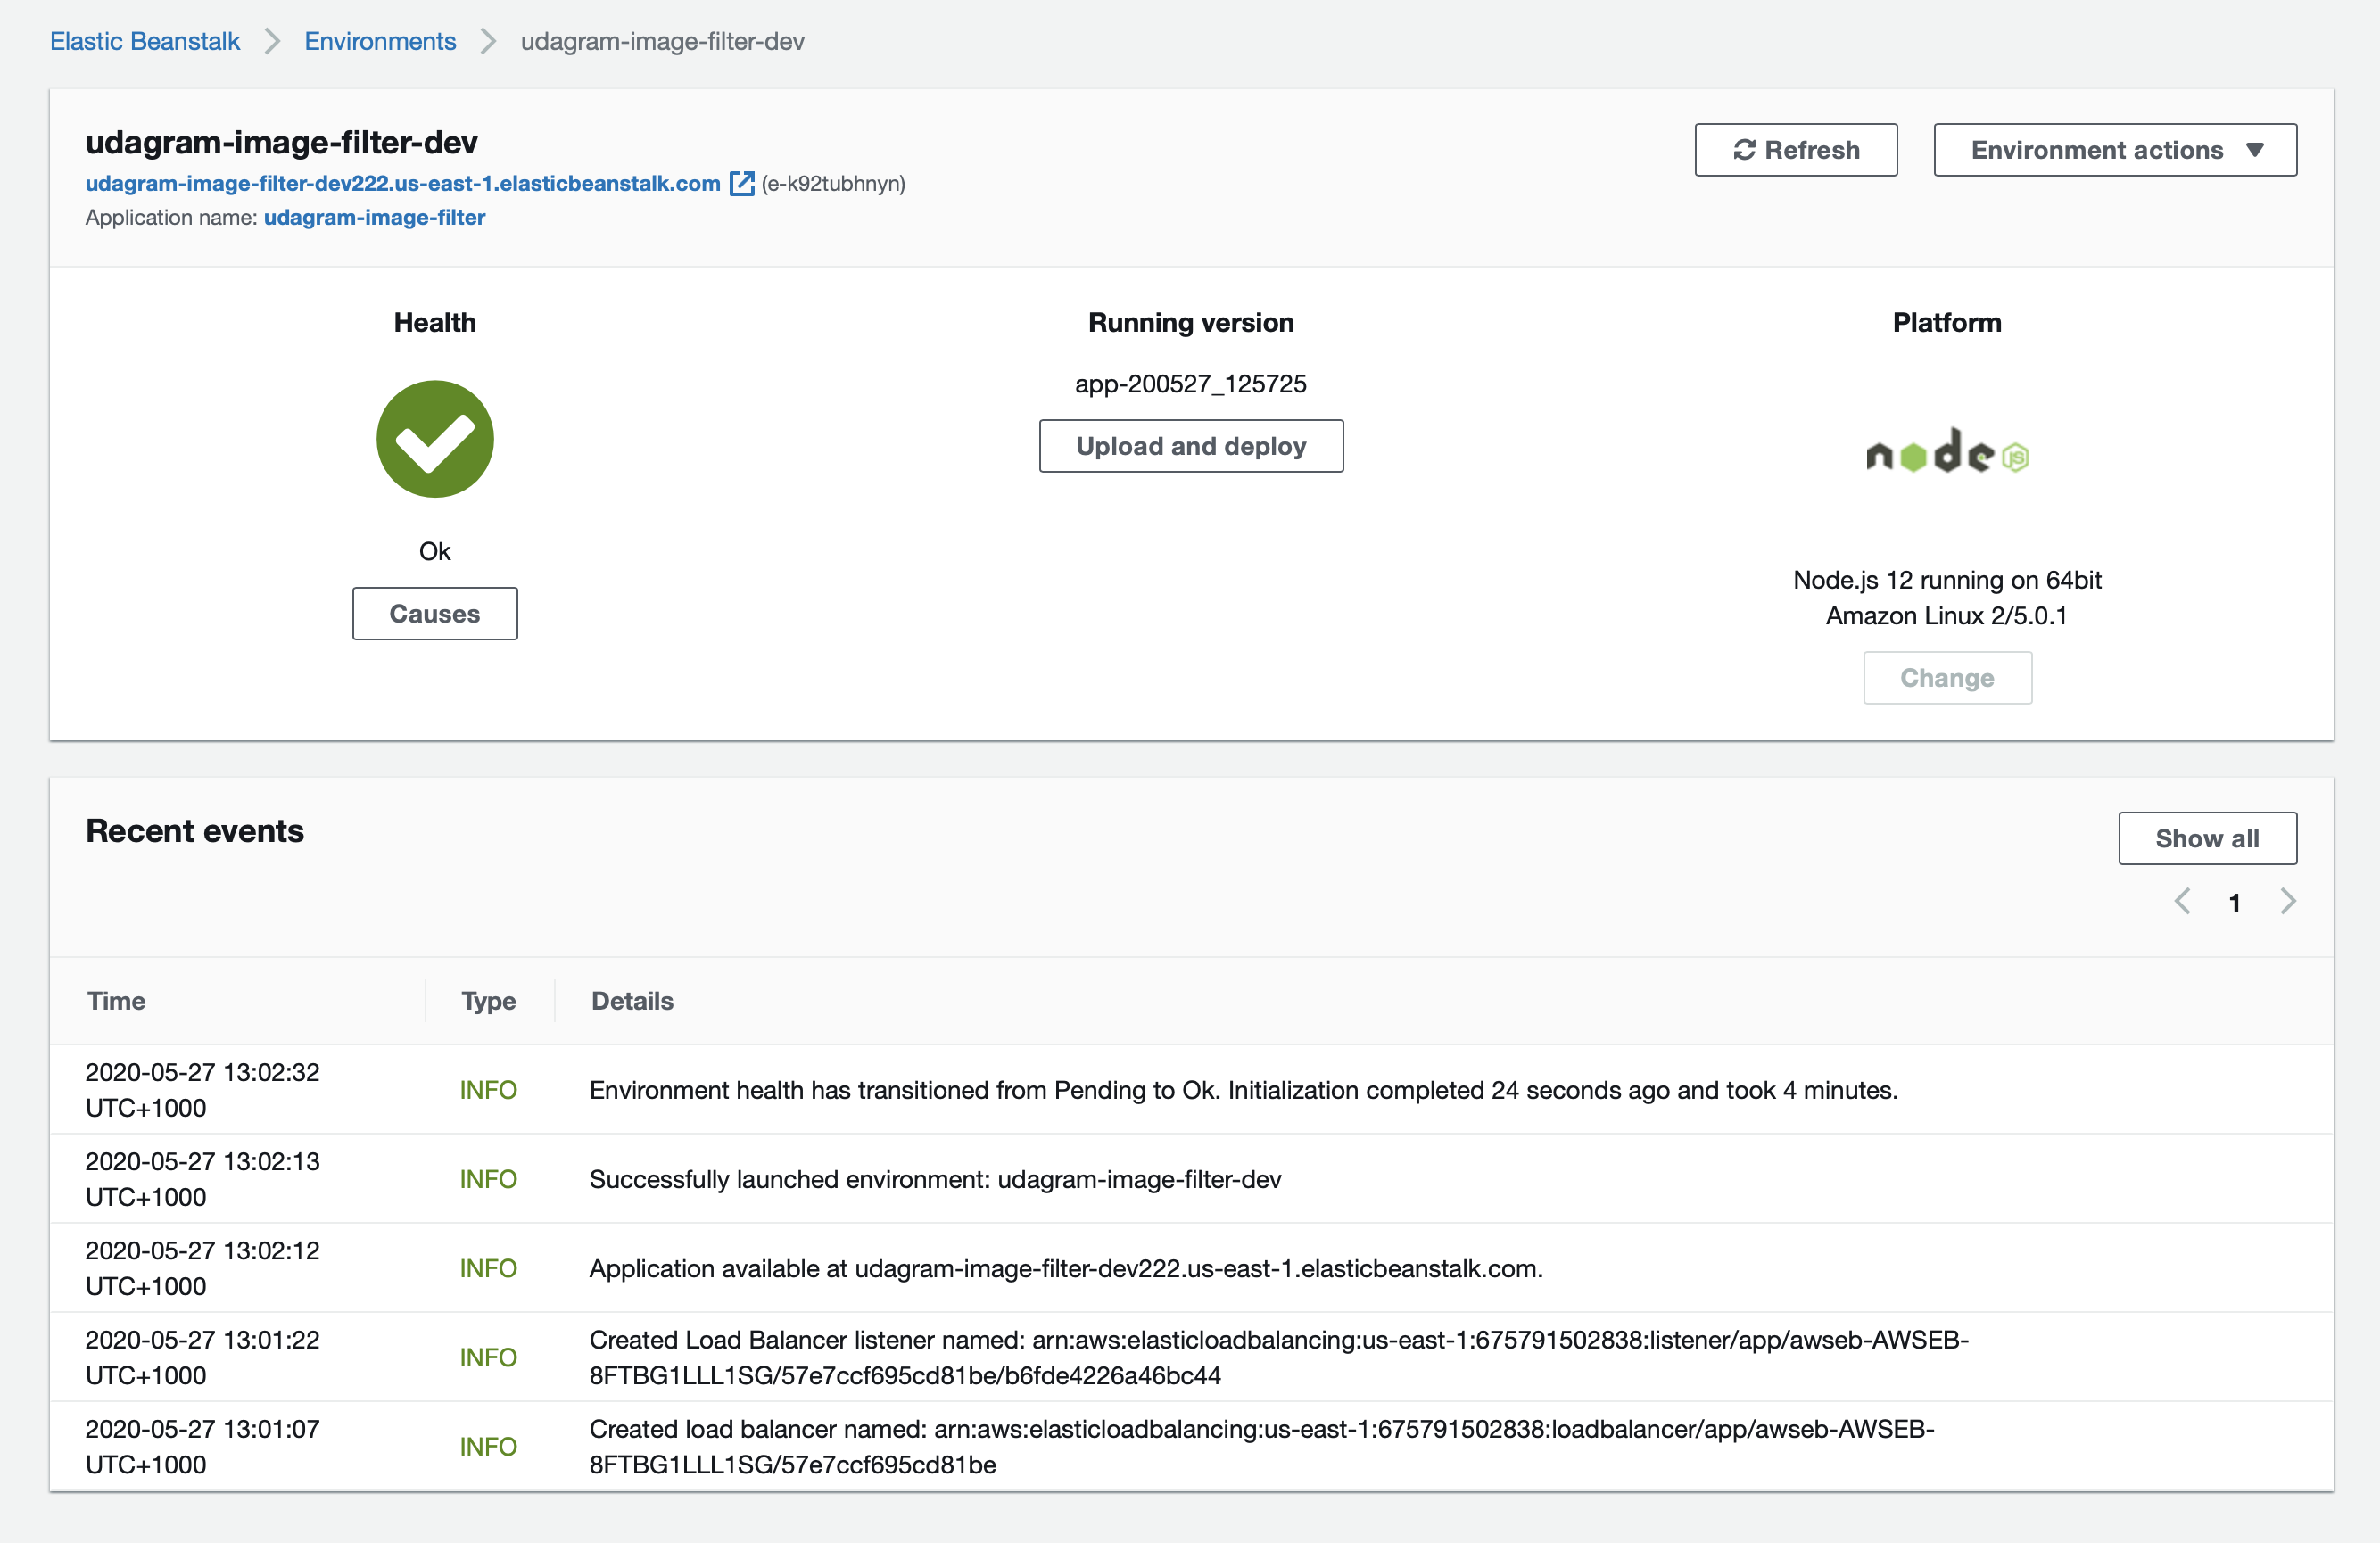 Elastic Beanstalk > Environments > udagram-image-filter-dev
udagram-image-filter-dev
Refresh
Environment actions
udagram-image-filter-dev222.us-east-1.elasticbeanstalk.com (e-k92tubhnyn)
Application name: udagram-image-filter
Health
Ok
Causes
Running version
app-200527_125725
Upload and deploy
Platform
node JS
Node.js 12 running on 64bit
Amazon Linux 2/5.0.1
Change
Recent events
Show all
1
Time Type Details
2020-05-27 13:02:32
UTC+1000
INFO
Environment health has transitioned from Pending to Ok. Initialization completed 24 seconds ago and took 4 minutes.
2020-05-27 13:02:13
UTC+1000
INFO
Successfully launched environment: udagram-image-filter-dev
2020-05-27 13:02:12
UTC+1000
INFO
Application available at udagram-image-filter-dev222.us-east-1.elasticbeanstalk.com.
2020-05-27 13:01:22
UTC+1000
INFO
Created Load Balancer listener named: arn:aws:elasticloadbalancing:us-east-1:675791502838:listener/app/awseb-AWSEB-
8FTBG1LLL1SG/57e7ccf695cd81be/b6fde4226a46bc44
2020-05-27 13:01:07
UTC+1000
INFO
Created load balancer named: arn:aws:elasticloadbalancing:us-east-1:675791502838:loadbalancer/app/awseb-AWSEB-
8FTBG1LLL1SG/57e7ccf695cd81be